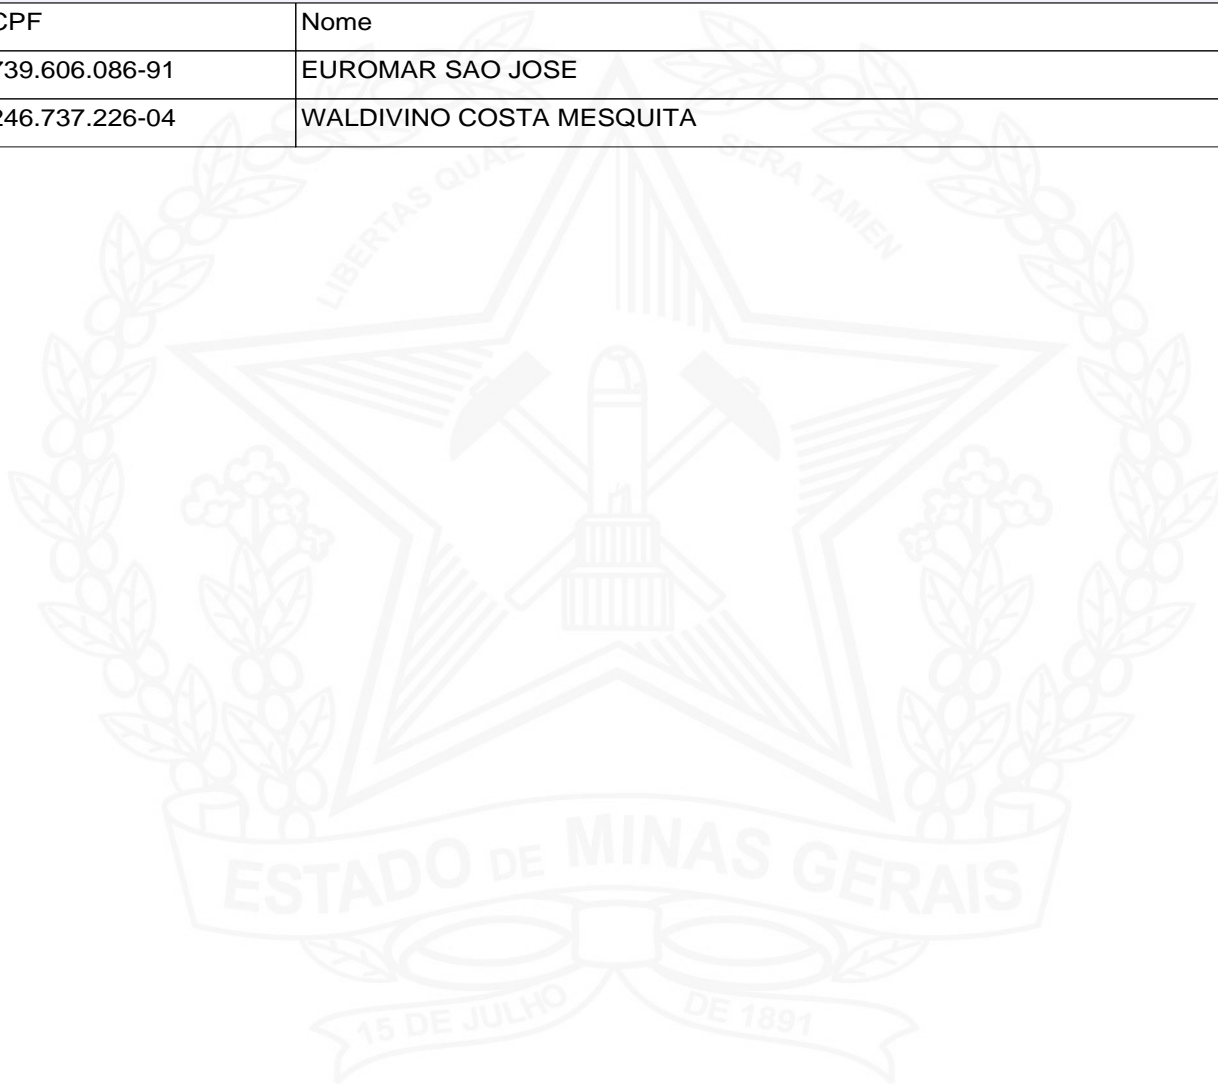 CPF Nome
739.606.086-91 EUROMAR SAO JOSE
246.737.226-04 WALDIVINO COSTA MESQUITA
LIBERTAS QUAE SERA TAMEN
ESTADO DE MINAS GERAIS
15 DE JULHO DE 1891